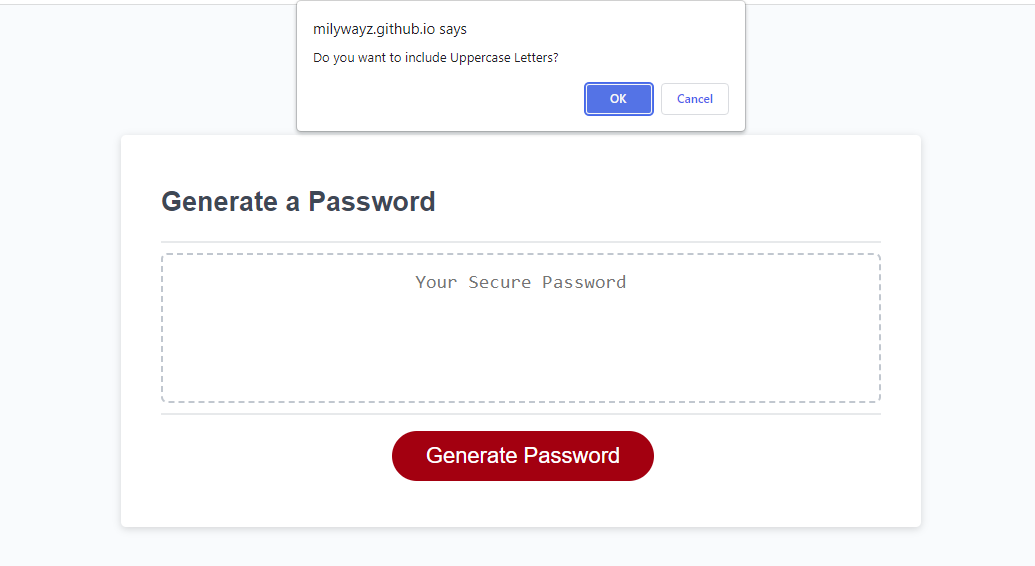 milywayz.github.io says
Do you want to include Uppercase Letters?
OK
Cancel
Generate a Password
Your Secure Password
Generate Password